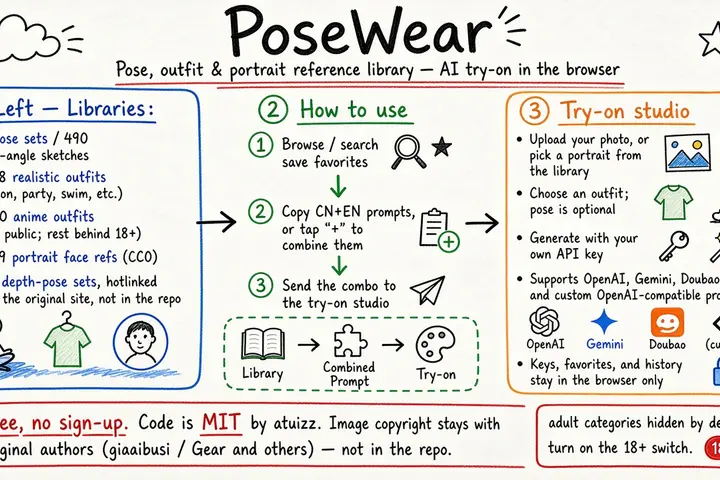 PoseWear
Pose, outfit & portrait reference library — AI try-on in the browser
Left — Libraries:
ose sets / 490
-angle sketches
8 realistic outfits
on, party, swim, etc.)
0 anime outfits
public; rest behind 18+)
9 portrait face refs (CC0)
depth-pose sets, hotlinked
the original site, not in the repo
2 How to use
1 Browse / search
save favorites
2 Copy CN+EN prompts,
or tap "+" to
combine them
3 Send the combo to
the try-on studio
Library
Combined
Prompt
Try-on
3 Try-on studio
• Upload your photo, or
pick a portrait from
the library
• Choose an outfit;
pose is optional
• Generate with your
own API key
• Supports OpenAI, Gemini, Doubao
and custom OpenAI-compatible pro
OpenAI Gemini Doubao (cu
• Keys, favorites, and history
stay in the browser only
ee, no sign-up. Code is MIT by atuizz. Image copyright stays with
ginal authors (giaaibusi / Gear and others) — not in the repo.
adult categories hidden by de
turn on the 18+ switch. 18